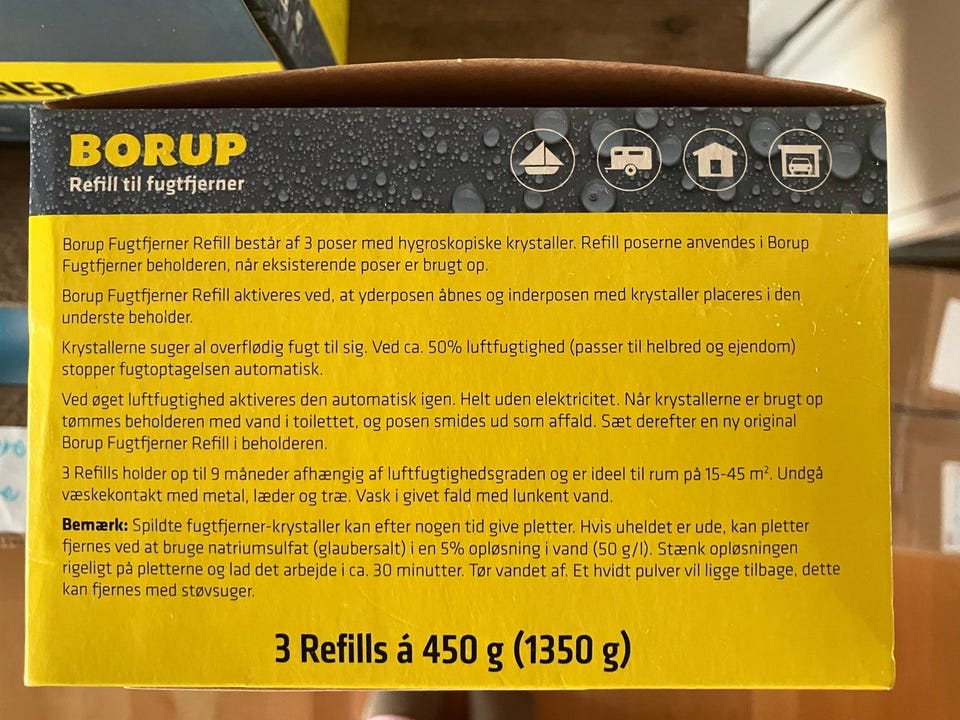 NER
BORUP
Refill til fugtfjerner
Borup Fugtfjerner Refill består af 3 poser med hygroskopiske krystaller. Refill poserne anvendes i Borup
Fugtfjerner beholderen, når eksisterende poser er brugt op.
Borup Fugtfjerner Refill aktiveres ved, at yderposen åbnes og inderposen med krystaller placeres i den
underste beholder.
Krystallerne suger al overflødig fugt til sig. Ved ca. 50% luftfugtighed (passer til helbred og ejendom)
stopper fugtoptagelsen automatisk.
Ved øget luftfugtighed aktiveres den automatisk igen. Helt uden elektricitet. Når krystallerne er brugt op
tømmes beholderen med vand i toilettet, og posen smides ud som affald. Sæt derefter en ny original
Borup Fugtfjerner Refill i beholderen.
3 Refills holder op til 9 måneder afhængig af luftfugtighedsgraden og er ideel til rum på 15-45 m². Undgå
væskekontakt med metal, læder og træ. Vask i givet fald med lunkent vand.
Bemærk: Spildte fugtfjerner-krystaller kan efter nogen tid give pletter. Hvis uheldet er ude, kan pletter
fjernes ved at bruge natriumsulfat (glaubersalt) i en 5% opløsning i vand (50 g/l). Stænk opløsningen
rigeligt på pletterne og lad det arbejde i ca. 30 minutter. Tør vandet af. Et hvidt pulver vil ligge tilbage, dette
kan fjernes med støvsuger.
3 Refills á 450 g (1350 g)